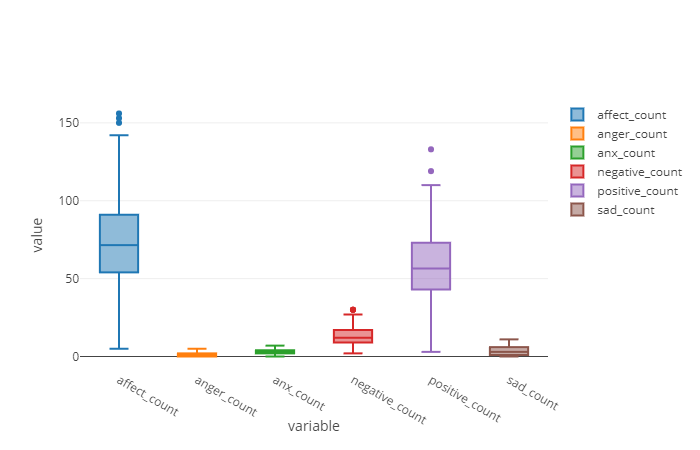 150
100
50
0
value
affect_count
anger_count
anx_count
negative_count
positive_count
sad_count
variable
affect_count
anger_count
anx_count
negative_count
positive_count
sad_count